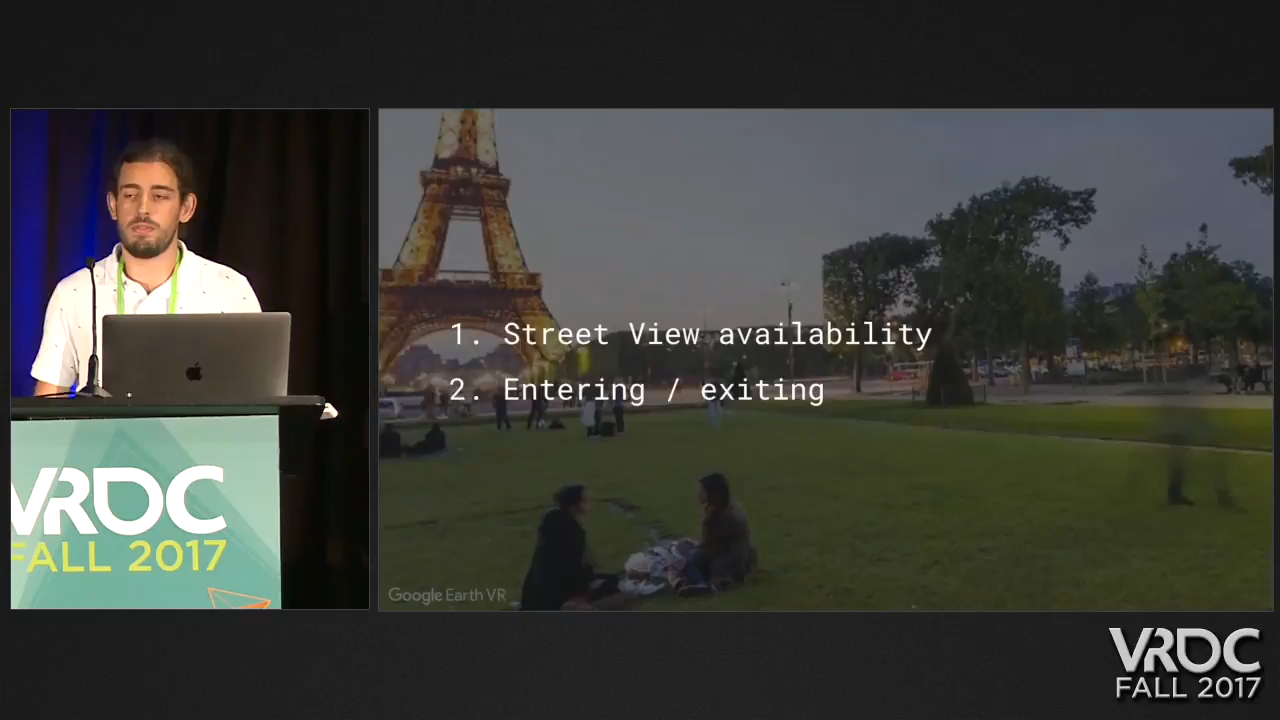 1. Street View availability
2. Entering / exiting
Google Earth VR
VRDC
FALL 2017
VRDC
FALL 2017